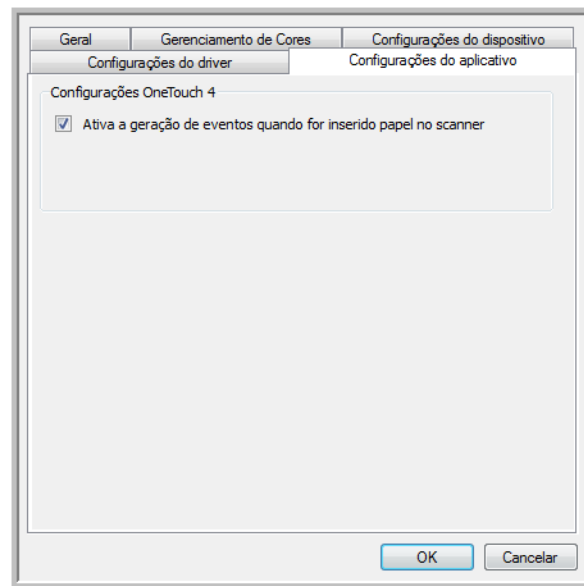 Geral Gerenciamento de Cores Configurações do dispositivo
Configurações do driver Configurações do aplicativo
Configurações OneTouch 4
Ativa a geração de eventos quando for inserido papel no scanner
OK Cancelar